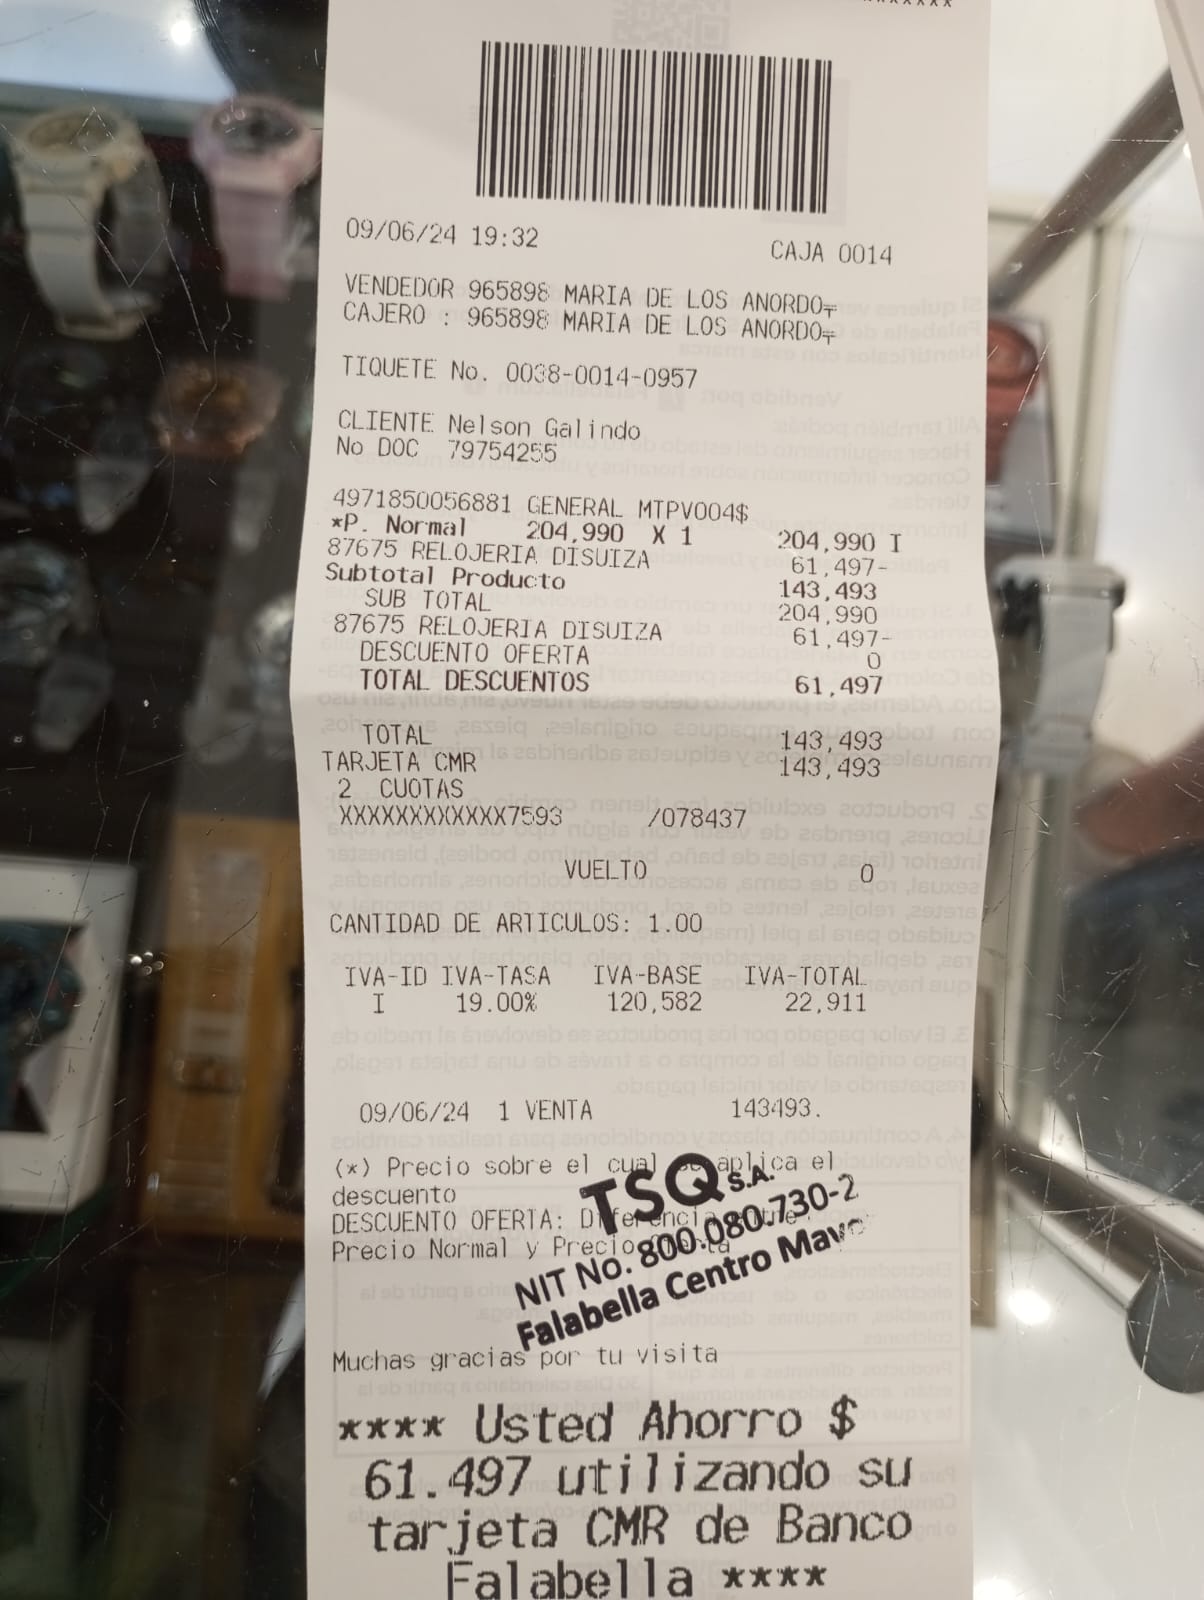 09/06/24 19:32 CAJA 0014
VENDEDOR 965898 MARIA DE LOS ANORDO
CAJERO : 965898 MARIA DE LOS ANORDO
TIQUETE No. 0038-0014-0957
CLIENTE Nelson Galindo
No DOC 79754255
4971850056881 GENERAL MTPV004$
*P. Normal 204,990 X 1 204,990 I
87675 RELOJERIA DISUIZA 61,497-
Subtotal Producto 143,493
SUB TOTAL 204,990
87675 RELOJERIA DISUIZA 61,497-
DESCUENTO OFERTA 0
TOTAL DESCUENTOS 61,497
TOTAL 143,493
TARJETA CMR 143,493
2 CUOTAS
XXXXXXXXXXXX7593 /078437
VUELTO 0
CANTIDAD DE ARTICULOS: 1.00
IVA-ID IVA-TASA IVA-BASE IVA-TOTAL
I 19.00% 120,582 22,911
09/06/24 1 VENTA 143493.
(*) Precio sobre el cual se aplica el
descuento
DESCUENTO OFERTA: Diferencia entre
Precio Normal y Precio Oferta
TSQ S.A.
NIT No. 800.080.730-2
Falabella Centro Mayo
Muchas gracias por tu visita
**** Usted Ahorro $
61.497 utilizando su
tarjeta CMR de Banco
Falabella ****